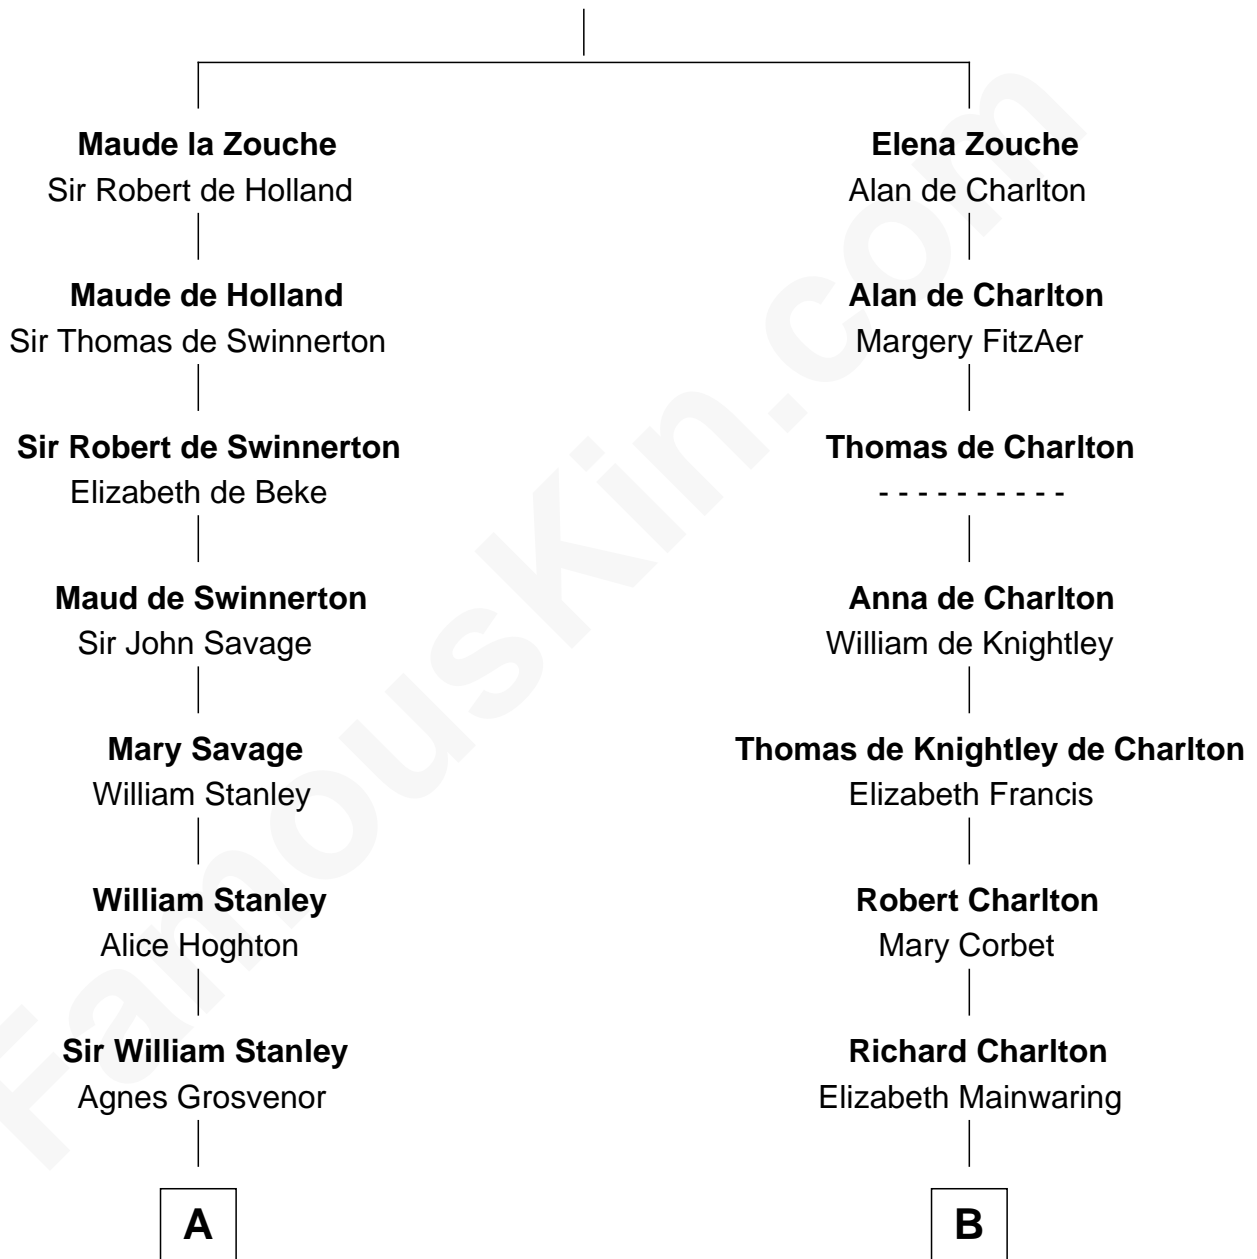 Maude la Zouche
Sir Robert de Holland
Maude de Holland
Sir Thomas de Swinnerton
Sir Robert de Swinnerton
Elizabeth de Beke
Maud de Swinnerton
Sir John Savage
Mary Savage
William Stanley
William Stanley
Alice Hoghton
Sir William Stanley
Agnes Grosvenor
A
Elena Zouche
Alan de Charlton
Alan de Charlton
Margery FitzAer
Thomas de Charlton
- - - - - - - - - -
Anna de Charlton
William de Knightley
Thomas de Knightley de Charlton
Elizabeth Francis
Robert Charlton
Mary Corbet
Richard Charlton
Elizabeth Mainwaring
B
FamousKin.com